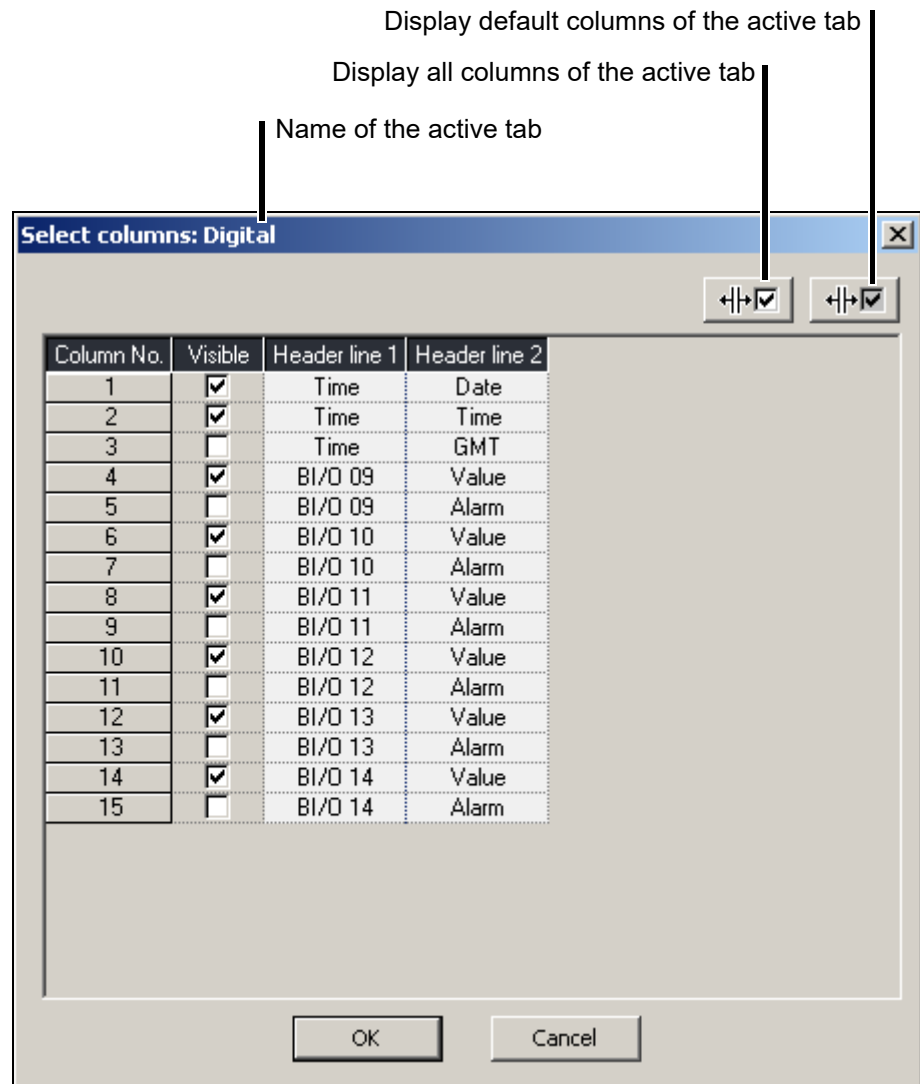 Display default columns of the active tab
Display all columns of the active tab
Name of the active tab
Select columns: Digital
Column No. Visible Header line 1 Header line 2
1 Time Date
2 Time Time
3 Time GMT
4 BI/O 09 Value
5 BI/O 09 Alarm
6 BI/O 10 Value
7 BI/O 10 Alarm
8 BI/O 11 Value
9 BI/O 11 Alarm
10 BI/O 12 Value
11 BI/O 12 Alarm
12 BI/O 13 Value
13 BI/O 13 Alarm
14 BI/O 14 Value
15 BI/O 14 Alarm
OK Cancel